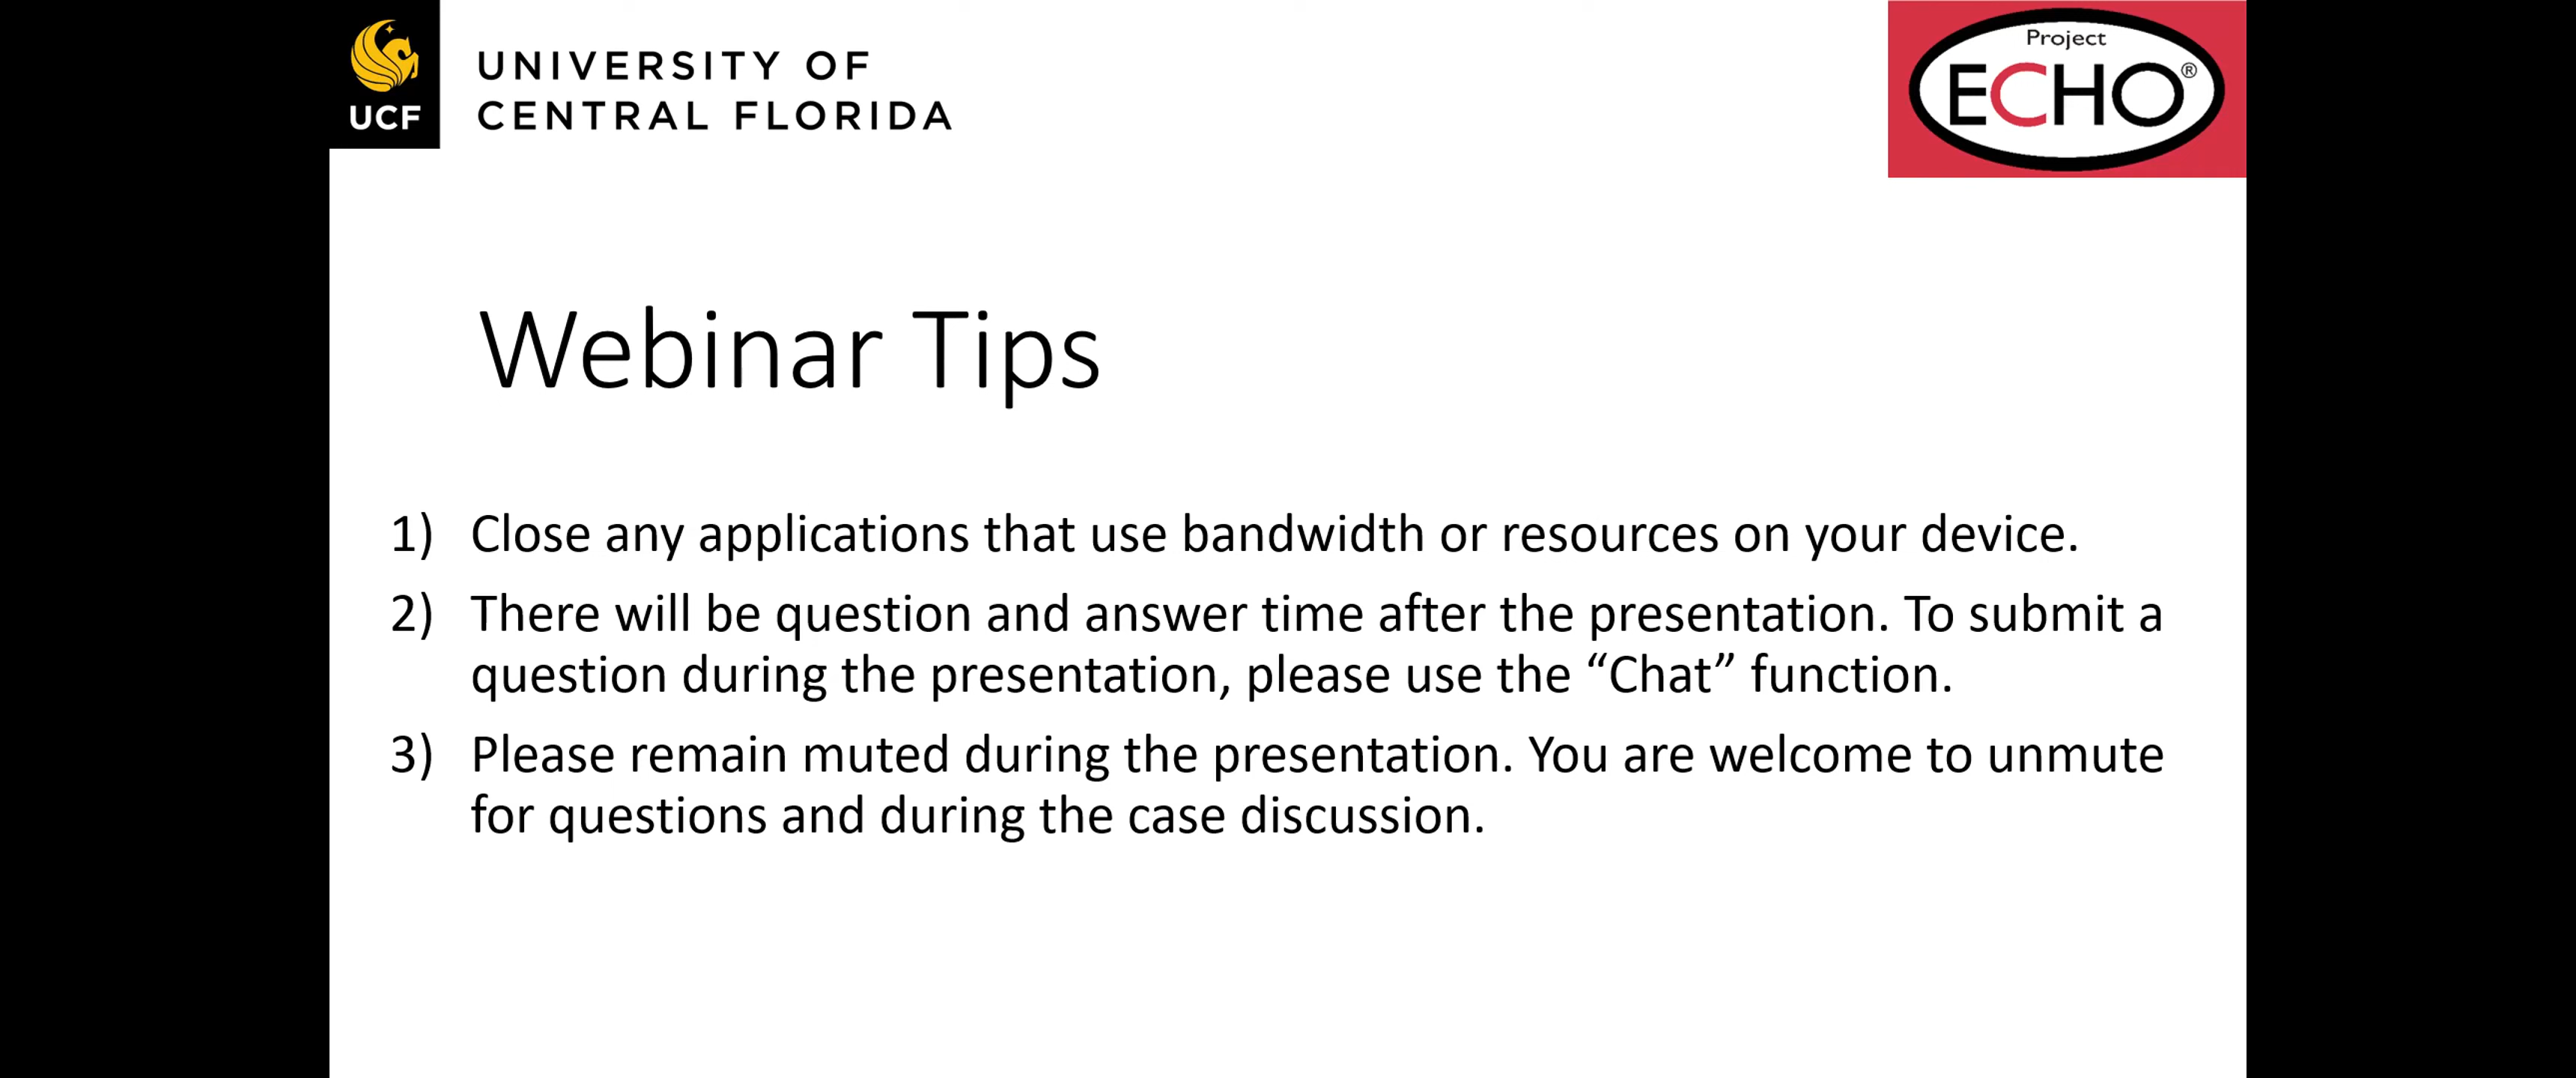 UCF
UNIVERSITY OF
CENTRAL FLORIDA
Project
ECHO®
Webinar Tips
1) Close any applications that use bandwidth or resources on your device.
2) There will be question and answer time after the presentation. To submit a
question during the presentation, please use the “Chat” function.
3) Please remain muted during the presentation. You are welcome to unmute
for questions and during the case discussion.